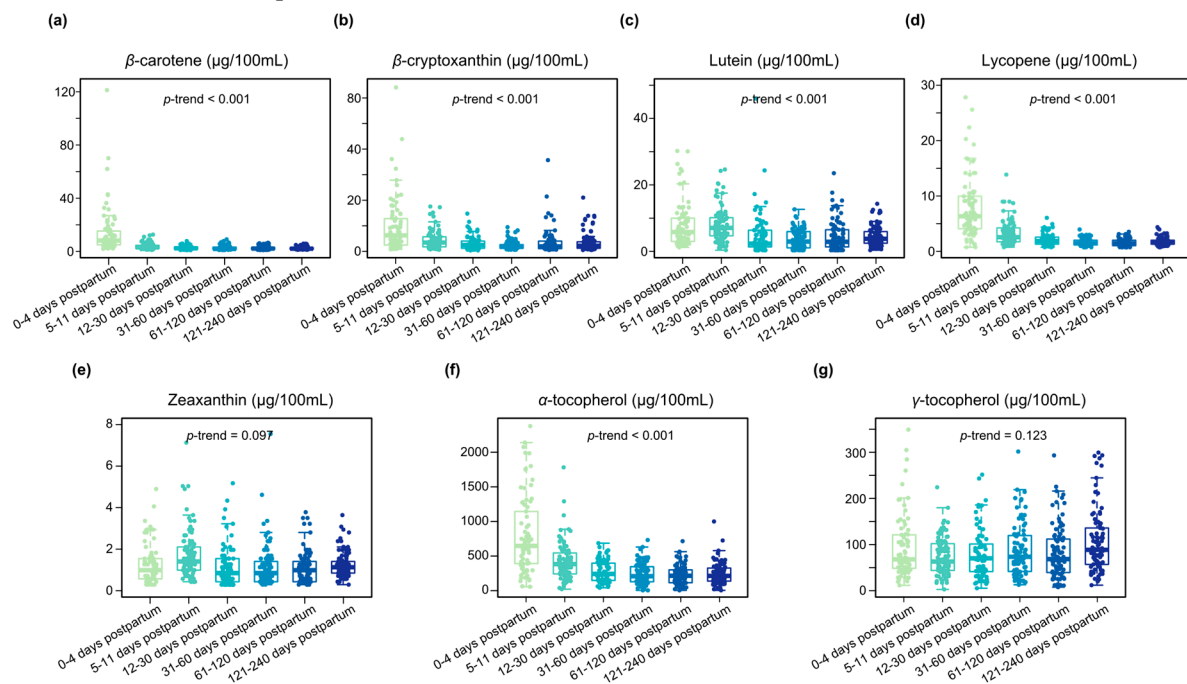 (a)
β-carotene (µg/100mL)
p-trend < 0.001
120
80
40
20
0
0-4 days postpartum
5-11 days postpartum
12-30 days postpartum
31-60 days postpartum
61-120 days postpartum
121-240 days postpartum
(b)
β-cryptoxanthin (µg/100mL)
p-trend < 0.001
80
60
40
20
0
0-4 days postpartum
5-11 days postpartum
12-30 days postpartum
31-60 days postpartum
61-120 days postpartum
121-240 days postpartum
(c)
Lutein (µg/100mL)
p-trend < 0.001
40
20
10
0
0-4 days postpartum
5-11 days postpartum
12-30 days postpartum
31-60 days postpartum
61-120 days postpartum
121-240 days postpartum
(d)
Lycopene (µg/100mL)
p-trend < 0.001
30
20
10
5
0
0-4 days postpartum
5-11 days postpartum
12-30 days postpartum
31-60 days postpartum
61-120 days postpartum
121-240 days postpartum
(e)
Zeaxanthin (µg/100mL)
p-trend = 0.097
8
6
4
2
1
0
0-4 days postpartum
5-11 days postpartum
12-30 days postpartum
31-60 days postpartum
61-120 days postpartum
121-240 days postpartum
(f)
α-tocopherol (µg/100mL)
p-trend < 0.001
2000
1000
500
0
0-4 days postpartum
5-11 days postpartum
12-30 days postpartum
31-60 days postpartum
61-120 days postpartum
121-240 days postpartum
(g)
γ-tocopherol (µg/100mL)
p-trend = 0.123
300
200
100
50
0
0-4 days postpartum
5-11 days postpartum
12-30 days postpartum
31-60 days postpartum
61-120 days postpartum
121-240 days postpartum